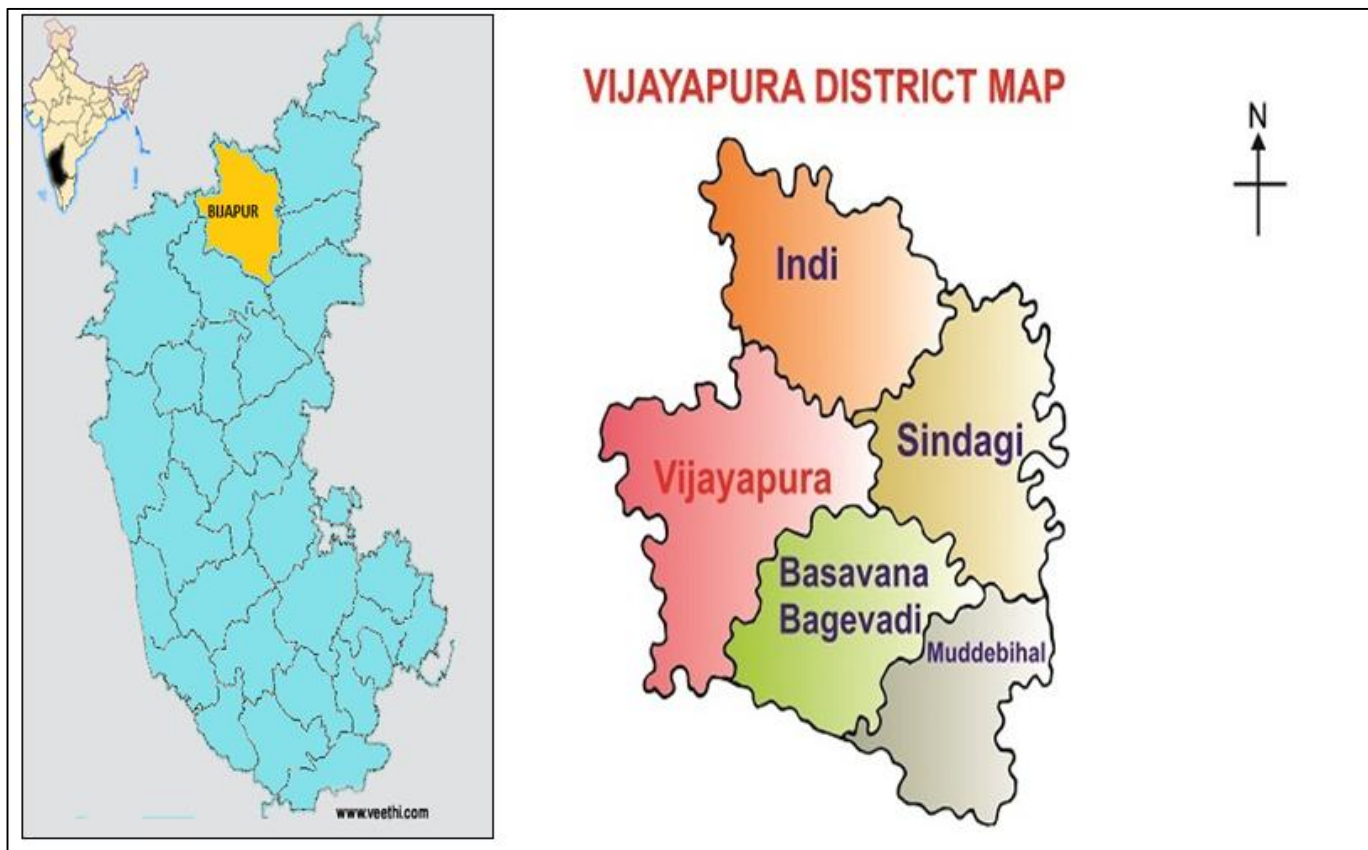 BIJAPUR
www.veethi.com
VIJAYAPURA DISTRICT MAP
N
Indi
Sindagi
Vijayapura
Basavana
Bagevadi
Muddebihal